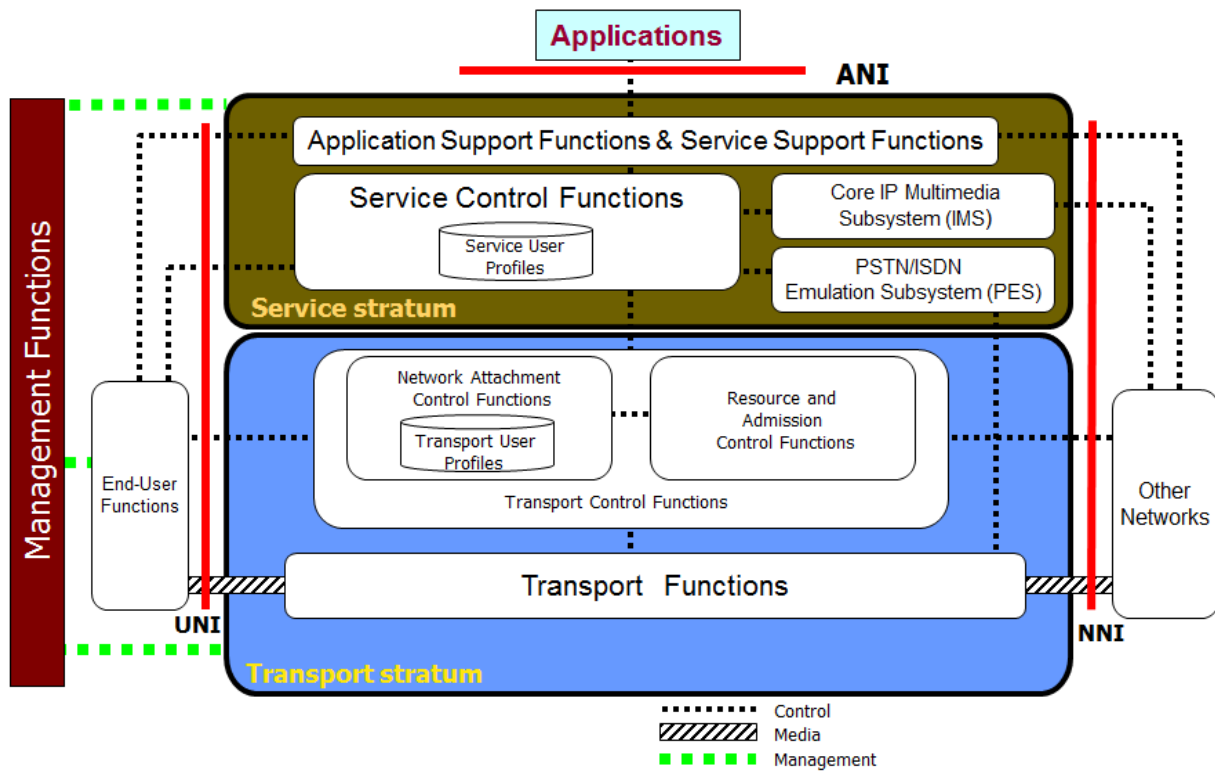 Applications
ANI
Application Support Functions & Service Support Functions
Service Control Functions
Service User
Profiles
Core IP Multimedia
Subsystem (IMS)
PSTN/ISDN
Emulation Subsystem (PES)
Service stratum
Management Functions
Network Attachment
Control Functions
Transport User
Profiles
Resource and
Admission
Control Functions
Transport Control Functions
End-User
Functions
Other
Networks
Transport Functions
UNI
NNI
Transport stratum
Control
Media
Management